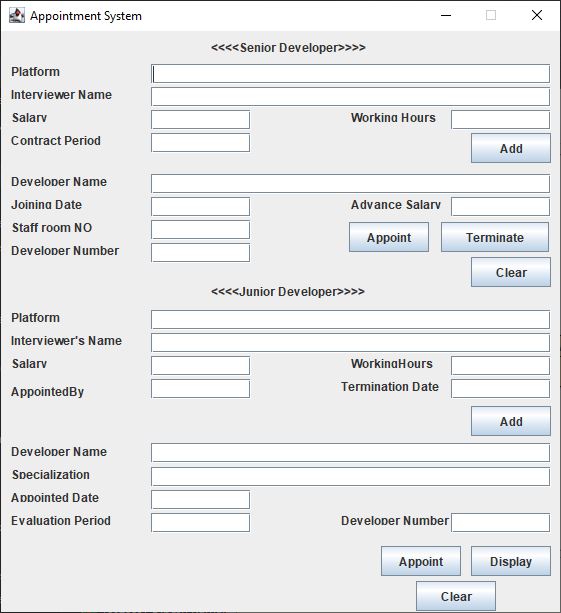 Appointment System
<<<<Senior Developer>>>>
Platform
Interviewer Name
Salary Working Hours
Contract Period Add
Developer Name
Joining Date Advance Salary
Staff room NO Appoint Terminate
Developer Number
Clear
<<<<Junior Developer>>>>
Platform
Interviewer's Name
Salary WorkingHours
AppointedBy Termination Date
Add
Developer Name
Specialization
Appointed Date
Evaluation Period Developer Number
Appoint Display
Clear